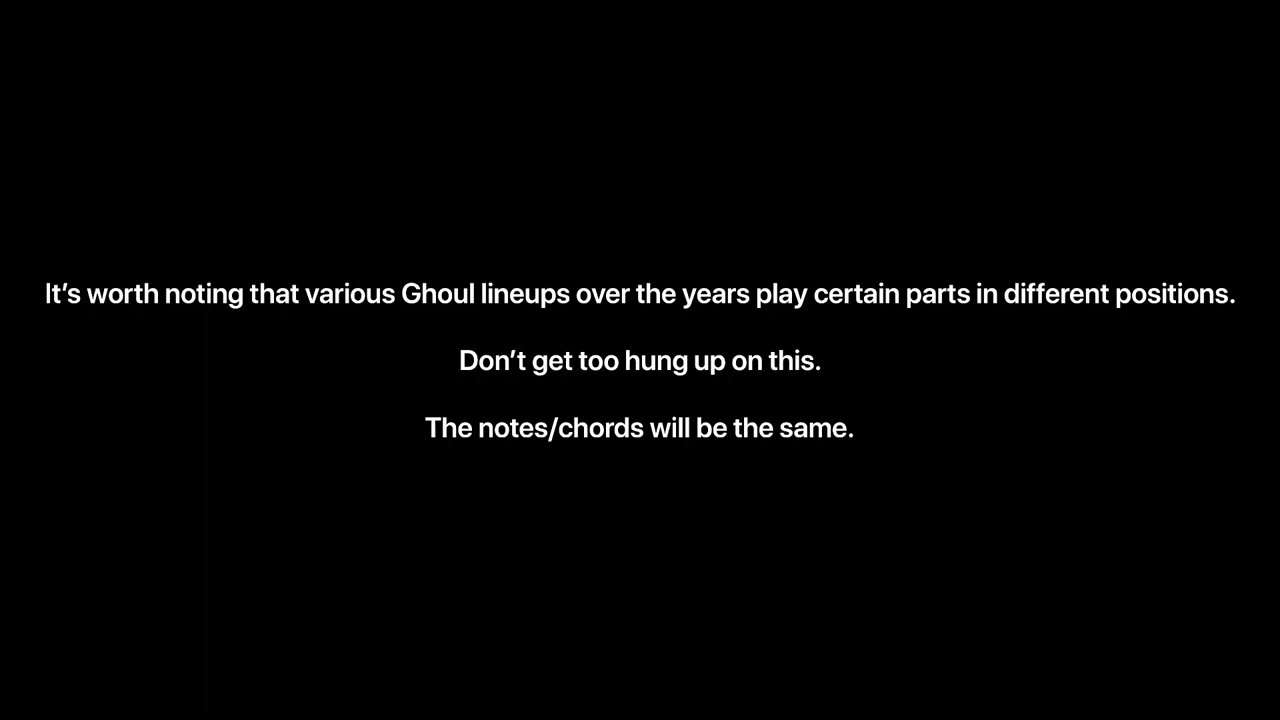 It’s worth noting that various Ghoul lineups over the years play certain parts in different positions.
Don’t get too hung up on this.
The notes/chords will be the same.